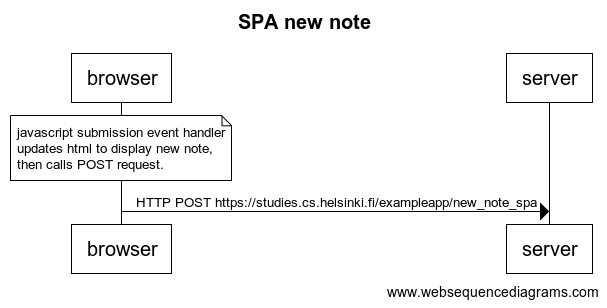 SPA new note
browser
server
javascript submission event handler
updates html to display new note,
then calls POST request.
HTTP POST https://studies.cs.helsinki.fi/exampleapp/new_note_spa
browser
server
www.websequencediagrams.com